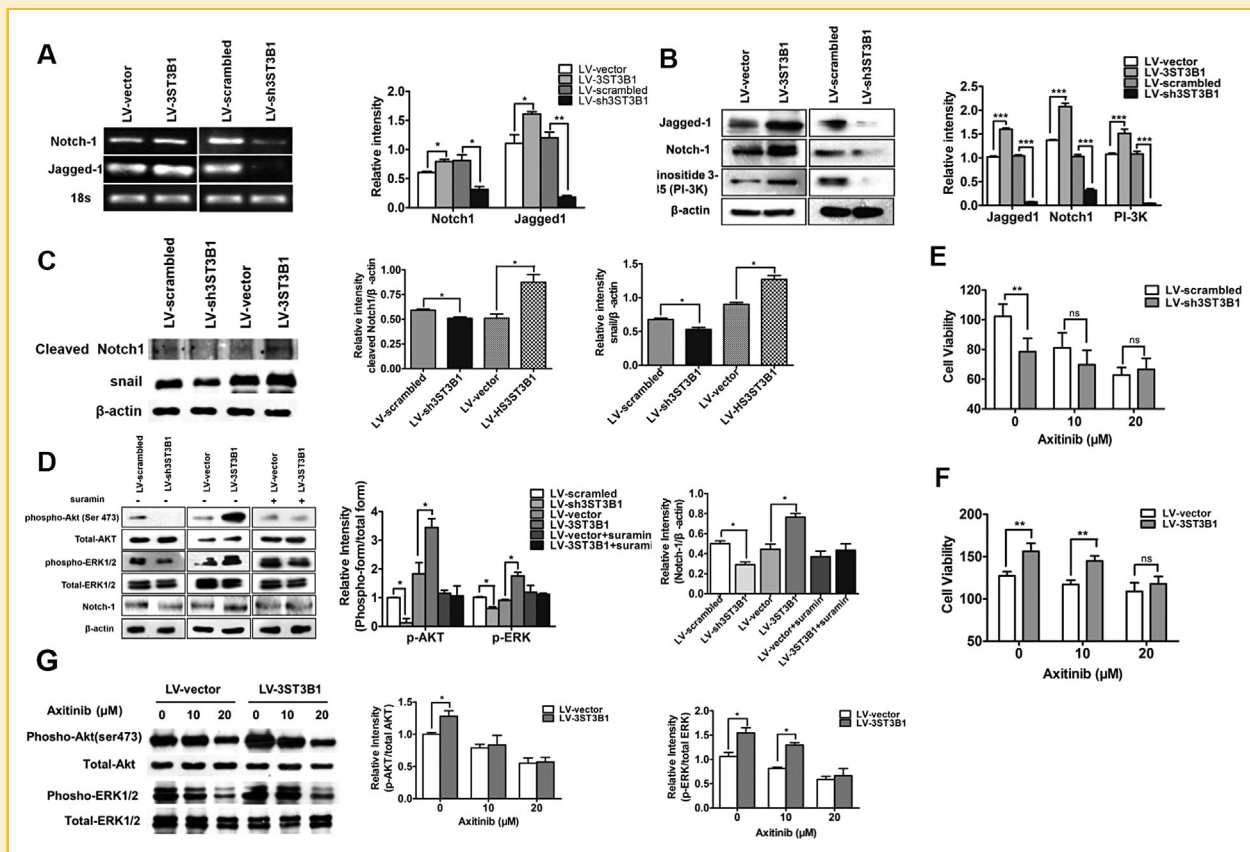 A
LV-vector
LV-3ST3B1
LV-scrambled
LV-sh3ST3B1
Notch-1
Jagged-1
18s
Relative intensity
2.0
1.5
1.0
0.5
0.0
* * * **
Notch1 Jagged1
LV-vector
LV-3ST3B1
LV-scrambled
LV-sh3ST3B1
B
LV-vector
LV-3ST3B1
LV-scrambled
LV-sh3ST3B1
Jagged-1
Notch-1
inositide 3-
35 (PI-3K)
β-actin
Relative intensity
2.5
2.0
1.5
1.0
0.5
0.0
*** *** *** *** *** ***
Jagged1 Notch1 PI-3K
LV-vector
LV-3ST3B1
LV-scrambled
LV-sh3ST3B1
C
LV-scrambled
LV-sh3ST3B1
LV-vector
LV-3ST3B1
Cleaved Notch1
snail
β-actin
Relative intensity
cleaved Notch1/β -actin
1.00
0.75
0.50
0.25
0.00
* *
LV-scrambled
LV-sh3ST3B1
LV-vector
LV-HS3ST3B1
Relative intensity
snail/β -actin
1.5
1.0
0.5
0.0
* *
LV-scrambled
LV-sh3ST3B1
LV-vector
LV-HS3ST3B1
D
LV-scrambled
LV-sh3ST3B1
LV-vector
LV-3ST3B1
LV-vector
LV-3ST3B1
suramin - - - - + +
phospho-Akt (Ser 473)
Total-AKT
phospho-ERK1/2
Total-ERK1/2
Notch-1
β-actin
Relative Intensity
(Phospho-form/total form)
5
4
3
2
1
0
* * * *
p-AKT p-ERK
LV-scrambled
LV-sh3ST3B1
LV-vector
LV-3ST3B1
LV-vector+suramin
LV-3ST3B1+surami
Relative Intensity
(Notch-1/β-actin)
1.0
0.8
0.6
0.4
0.2
0.0
* *
LV-scrambled
LV-sh3ST3B1
LV-vector
LV-3ST3B1
LV-vector+suramin
LV-3ST3B1+suramin
E
LV-scrambled
LV-sh3ST3B1
Cell Viability
120
100
80
60
40
** ns ns
0 10 20
Axitinib (μM)
F
LV-vector
LV-3ST3B1
Cell Viability
200
150
100
50
** ** ns
0 10 20
Axitinib (μM)
G
LV-vector LV-3ST3B1
Axitinib (μM) 0 10 20 0 10 20
Phosho-Akt(ser473)
Total-Akt
Phosho-ERK1/2
Total-ERK1/2
Relative Intensity
(p-AKT/total AKT)
1.5
1.0
0.5
0.0
*
0 10 20
Axitinib (μM)
LV-vector
LV-3ST3B1
Relative Intensity
(p-ERK/total ERK)
2.0
1.5
1.0
0.5
0.0
* *
0 10 20
Axitinib (μM)
LV-vector
LV-3ST3B1